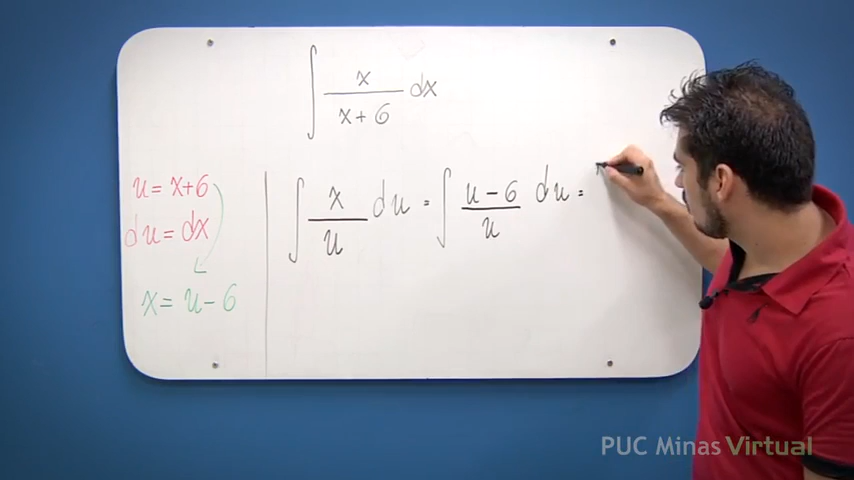 ∫ x/(x+6) dx
u = x+6
du = dx
x = u-6
∫ x/u du = ∫ (u-6)/u du =
PUC Minas Virtual